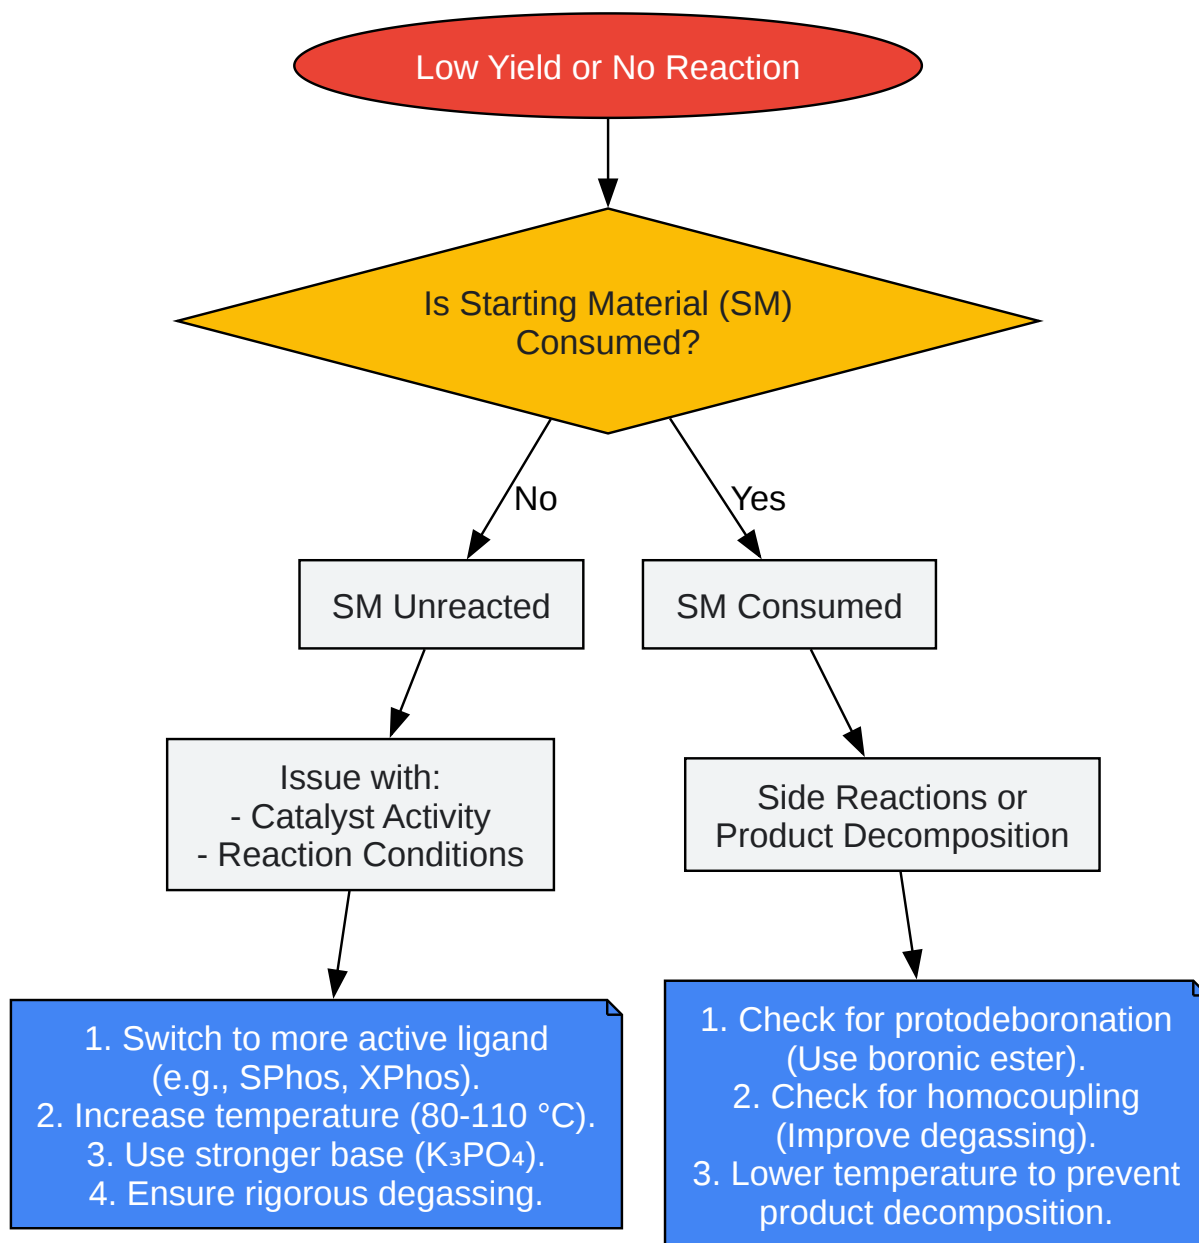 Low Yield or No Reaction
Is Starting Material (SM)
Consumed?
No
Yes
SM Unreacted
SM Consumed
Issue with:
- Catalyst Activity
- Reaction Conditions
Side Reactions or
Product Decomposition
1. Switch to more active ligand
(e.g., SPhos, XPhos).
2. Increase temperature (80-110 °C).
3. Use stronger base (K₃PO₄).
4. Ensure rigorous degassing.
1. Check for protodeboronation
(Use boronic ester).
2. Check for homocoupling
(Improve degassing).
3. Lower temperature to prevent
product decomposition.